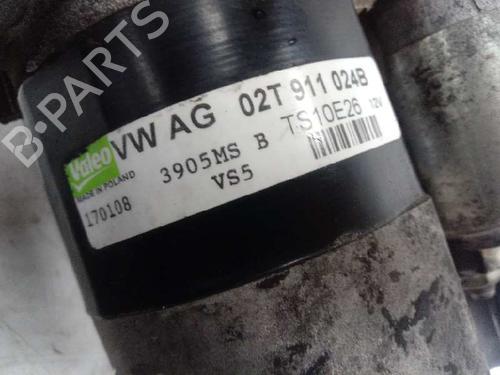 VW AG 02T 911 024B
Valeo
MADE IN POLAND
3905MS B TS10E26 12V
170108
VS5
B-PARTS